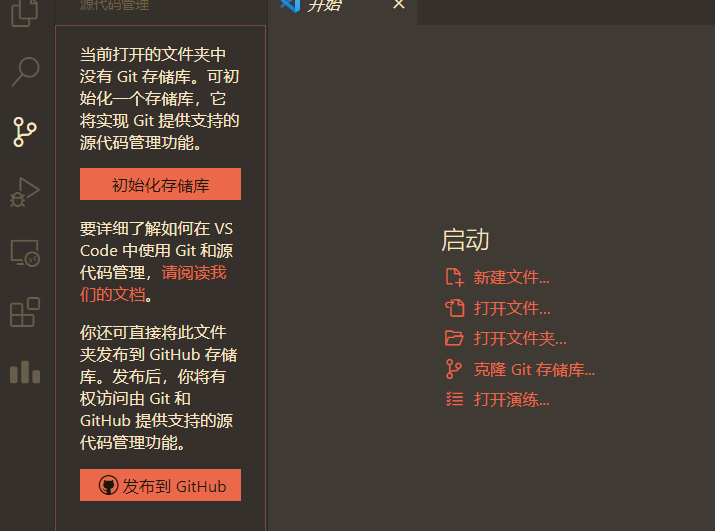 源代码管理
开始
当前打开的文件夹中
没有 Git 存储库。可初
始化一个存储库，它
将实现 Git 提供支持的
源代码管理功能。
初始化存储库
要详细了解如何在 VS
Code 中使用 Git 和源
代码管理，请阅读我
们的文档。
你还可直接将此文件
夹发布到 GitHub 存储
库。发布后，你将有
权访问由 Git 和
GitHub 提供支持的源
代码管理功能。
发布到 GitHub
启动
新建文件...
打开文件...
打开文件夹...
克隆 Git 存储库...
打开演练...